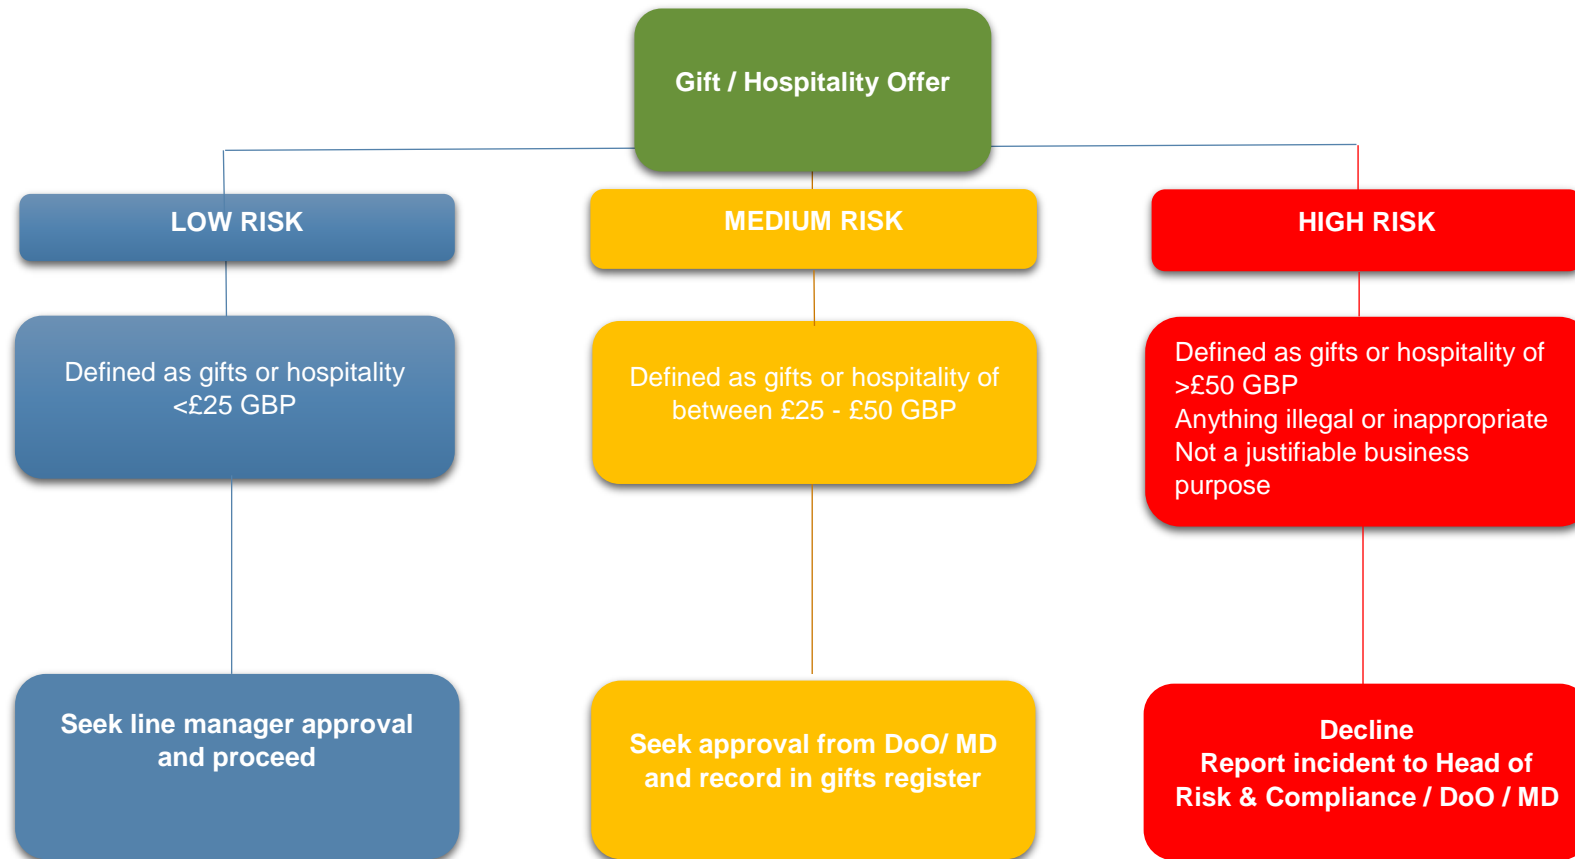 Gift / Hospitality Offer
LOW RISK
MEDIUM RISK
HIGH RISK
Defined as gifts or hospitality
<£25 GBP
Defined as gifts or hospitality of
between £25 - £50 GBP
Defined as gifts or hospitality of
>£50 GBP
Anything illegal or inappropriate
Not a justifiable business
purpose
Seek line manager approval
and proceed
Seek approval from DoO/ MD
and record in gifts register
Decline
Report incident to Head of
Risk & Compliance / DoO / MD